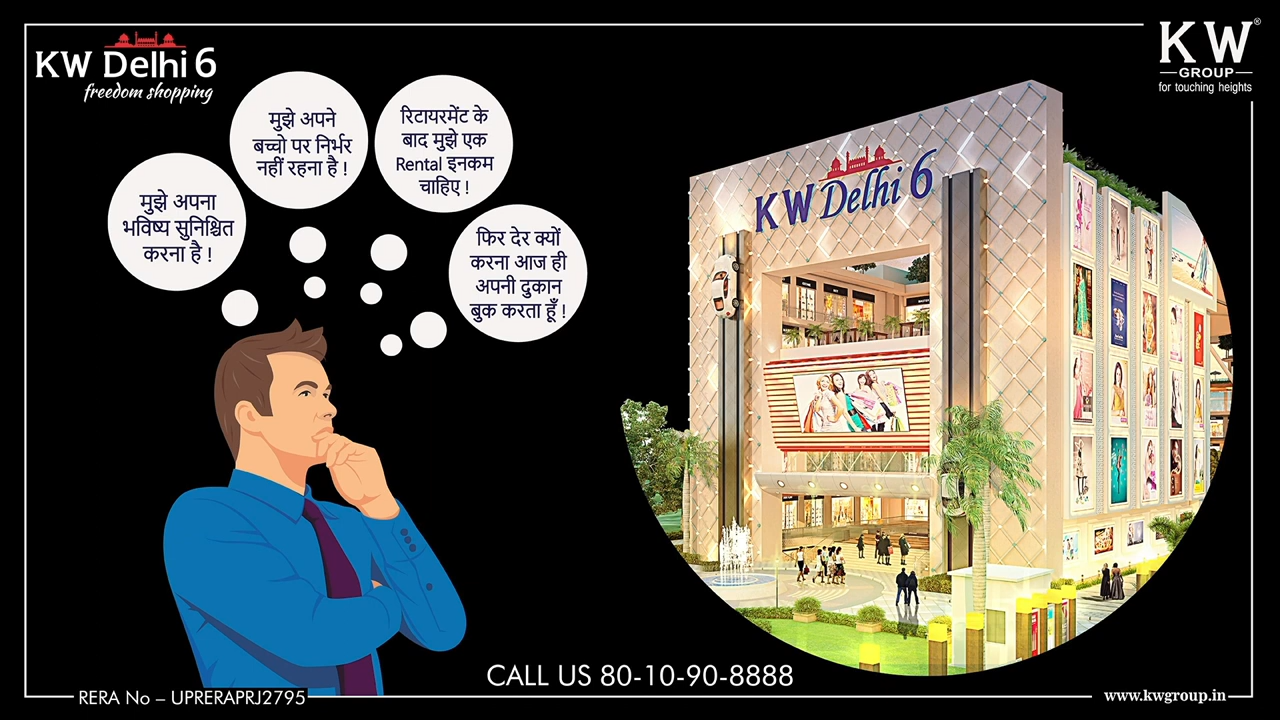 KW Delhi 6
freedom shopping
KW
GROUP
for touching heights
मुझे अपना
भविष्य सुनिश्चित
करना है !
मुझे अपने
बच्चो पर निर्भर
नहीं रहना है !
रिटायरमेंट के
बाद मुझे एक
Rental इनकम
चाहिए !
फिर देर क्यों
करना आज ही
अपनी दुकान
बुक करता हूँ !
KW Delhi 6
CALL US 80-10-90-8888
RERA No – UPRERAPRJ2795
www.kwgroup.in